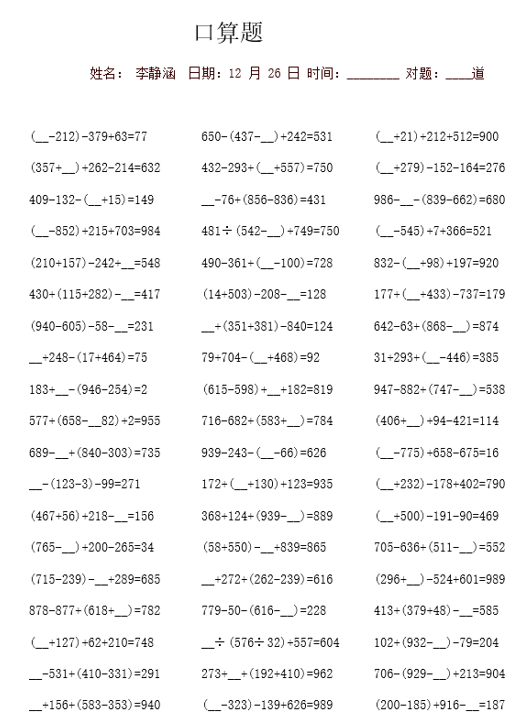 口算题
姓名： 李静涵 日期：12 月 26 日 时间：________ 对题：____道
(__-212)-379+63=77 650-(437-__)+242=531 (__+21)+212+512=900
(357+__)+262-214=632 432-293+(__+557)=750 (__+279)-152-164=276
409-132-(__+15)=149 __-76+(856-836)=431 986-__-(839-662)=680
(__-852)+215+703=984 481÷(542-__)+749=750 (__-545)+7+366=521
(210+157)-242+__=548 490-361+(__-100)=728 832-(__+98)+197=920
430+(115+282)-__=417 (14+503)-208-__=128 177+(__+433)-737=179
(940-605)-58-__=231 __+(351+381)-840=124 642-63+(868-__)=874
__+248-(17+464)=75 79+704-(__+468)=92 31+293+(__-446)=385
183+__-(946-254)=2 (615-598)+__+182=819 947-882+(747-__)=538
577+(658-__82)+2=955 716-682+(583+__)=784 (406+__)+94-421=114
689-__+(840-303)=735 939-243-(__-66)=626 (__-775)+658-675=16
__-(123-3)-99=271 172+(__+130)+123=935 (__+232)-178+402=790
(467+56)+218-__=156 368+124+(939-__)=889 (__+500)-191-90=469
(765-__)+200-265=34 (58+550)-__+839=865 705-636+(511-__)=552
(715-239)-__+289=685 __+272+(262-239)=616 (296+__)-524+601=989
878-877+(618+__)=782 779-50-(616-__)=228 413+(379+48)-__=585
(__+127)+62+210=748 __÷(576÷32)+557=604 102+(932-__)-79=204
__-531+(410-331)=291 273+__+(192+410)=962 706-(929-__)+213=904
__+156+(583-353)=940 (__-323)-139+626=989 (200-185)+916-__=187